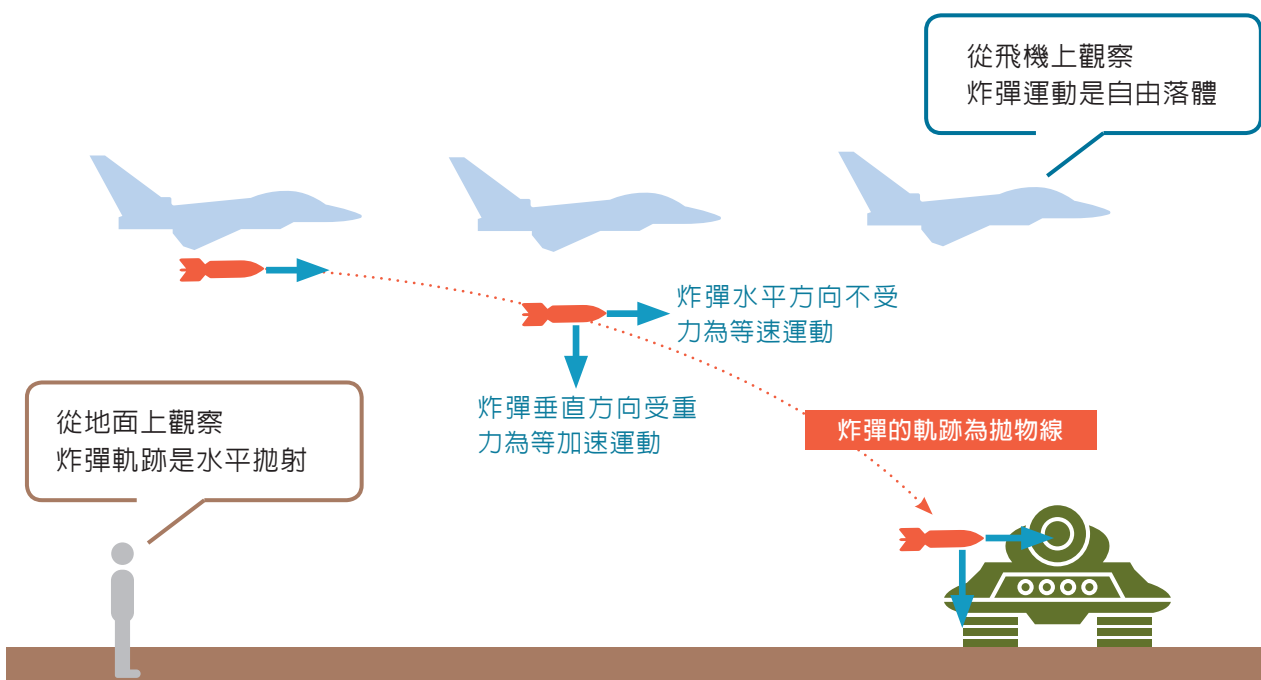 從飛機上觀察
炸彈運動是自由落體
炸彈水平方向不受
力為等速運動
炸彈垂直方向受重
力為等加速運動
從地面上觀察
炸彈軌跡是水平拋射
炸彈的軌跡為拋物線